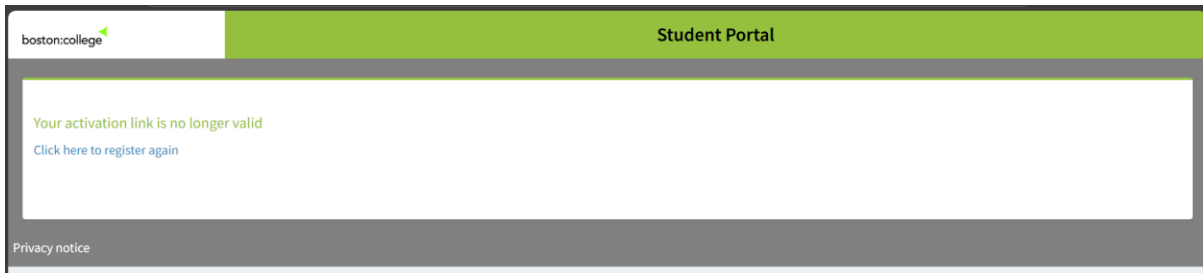 boston:college
Student Portal
Your activation link is no longer valid
Click here to register again
Privacy notice